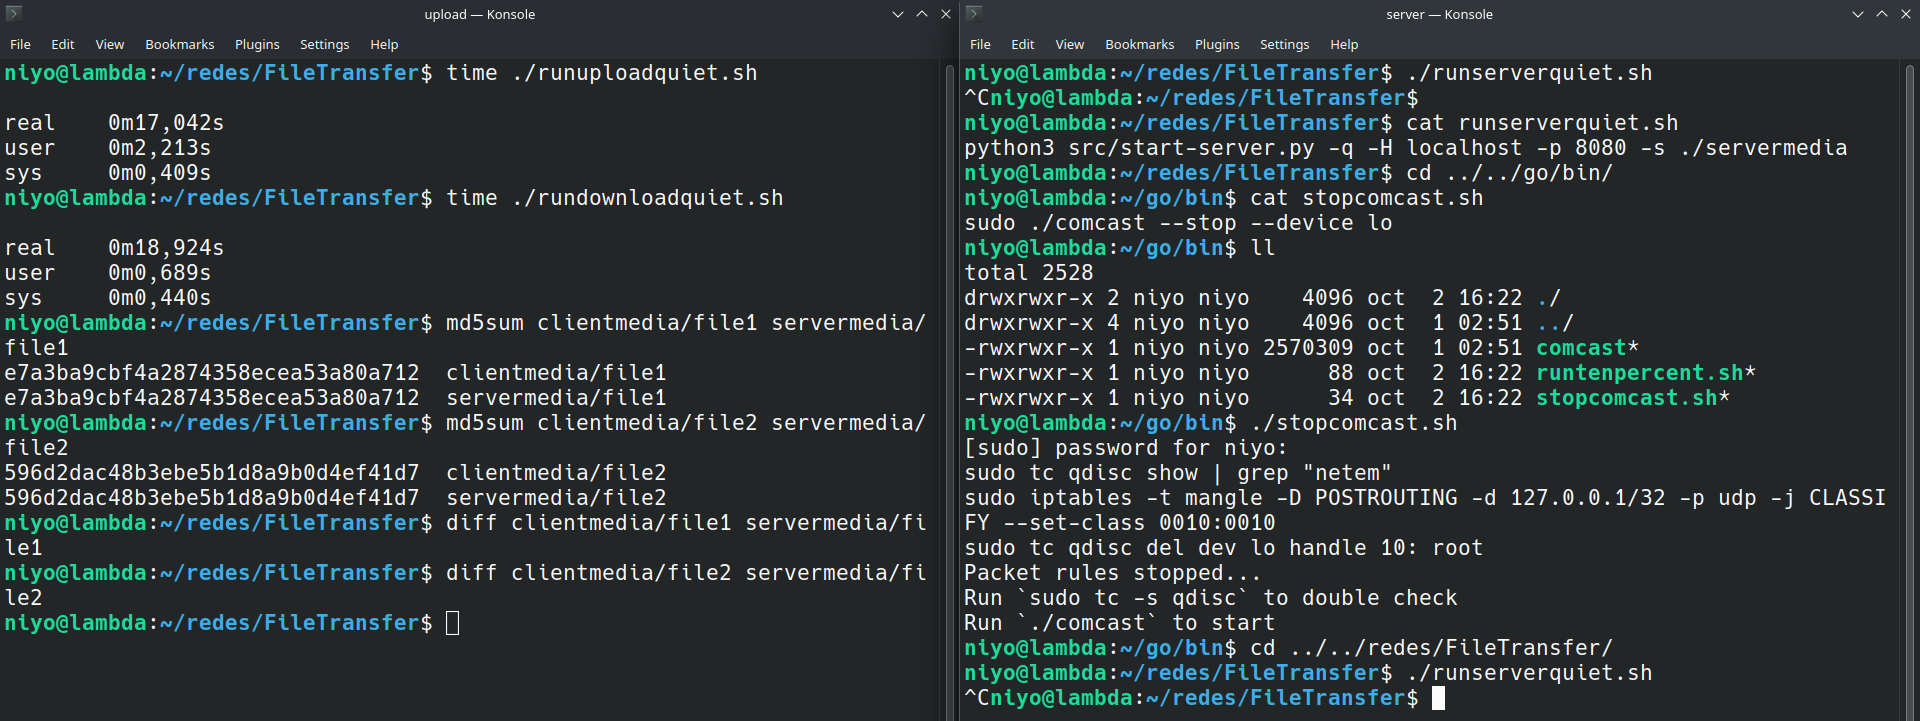 upload — Konsole
File Edit View Bookmarks Plugins Settings Help
niyo@lambda:~/redes/FileTransfer$ time ./runuploadquiet.sh

real    0m17,042s
user    0m2,213s
sys     0m0,409s
niyo@lambda:~/redes/FileTransfer$ time ./rundownloadquiet.sh

real    0m18,924s
user    0m0,689s
sys     0m0,440s
niyo@lambda:~/redes/FileTransfer$ md5sum clientmedia/file1 servermedia/
file1
e7a3ba9cbf4a2874358ecea53a80a712  clientmedia/file1
e7a3ba9cbf4a2874358ecea53a80a712  servermedia/file1
niyo@lambda:~/redes/FileTransfer$ md5sum clientmedia/file2 servermedia/
file2
596d2dac48b3ebe5b1d8a9b0d4ef41d7  clientmedia/file2
596d2dac48b3ebe5b1d8a9b0d4ef41d7  servermedia/file2
niyo@lambda:~/redes/FileTransfer$ diff clientmedia/file1 servermedia/fi
le1
niyo@lambda:~/redes/FileTransfer$ diff clientmedia/file2 servermedia/fi
le2
niyo@lambda:~/redes/FileTransfer$
server — Konsole
File Edit View Bookmarks Plugins Settings Help
niyo@lambda:~/redes/FileTransfer$ ./runserverquiet.sh
^Cniyo@lambda:~/redes/FileTransfer$
niyo@lambda:~/redes/FileTransfer$ cat runserverquiet.sh
python3 src/start-server.py -q -H localhost -p 8080 -s ./servermedia
niyo@lambda:~/redes/FileTransfer$ cd ../../go/bin/
niyo@lambda:~/go/bin$ cat stopcomcast.sh
sudo ./comcast --stop --device lo
niyo@lambda:~/go/bin$ ll
total 2528
drwxrwxr-x 2 niyo niyo    4096 oct  2 16:22 ./
drwxrwxr-x 4 niyo niyo    4096 oct  1 02:51 ../
-rwxrwxr-x 1 niyo niyo 2570309 oct  1 02:51 comcast*
-rwxrwxr-x 1 niyo niyo      88 oct  2 16:22 runtenpercent.sh*
-rwxrwxr-x 1 niyo niyo      34 oct  2 16:22 stopcomcast.sh*
niyo@lambda:~/go/bin$ ./stopcomcast.sh
[sudo] password for niyo:
sudo tc qdisc show | grep "netem"
sudo iptables -t mangle -D POSTROUTING -d 127.0.0.1/32 -p udp -j CLASSI
FY --set-class 0010:0010
sudo tc qdisc del dev lo handle 10: root
Packet rules stopped...
Run `sudo tc -s qdisc` to double check
Run `./comcast` to start
niyo@lambda:~/go/bin$ cd ../../redes/FileTransfer/
niyo@lambda:~/redes/FileTransfer$ ./runserverquiet.sh
^Cniyo@lambda:~/redes/FileTransfer$